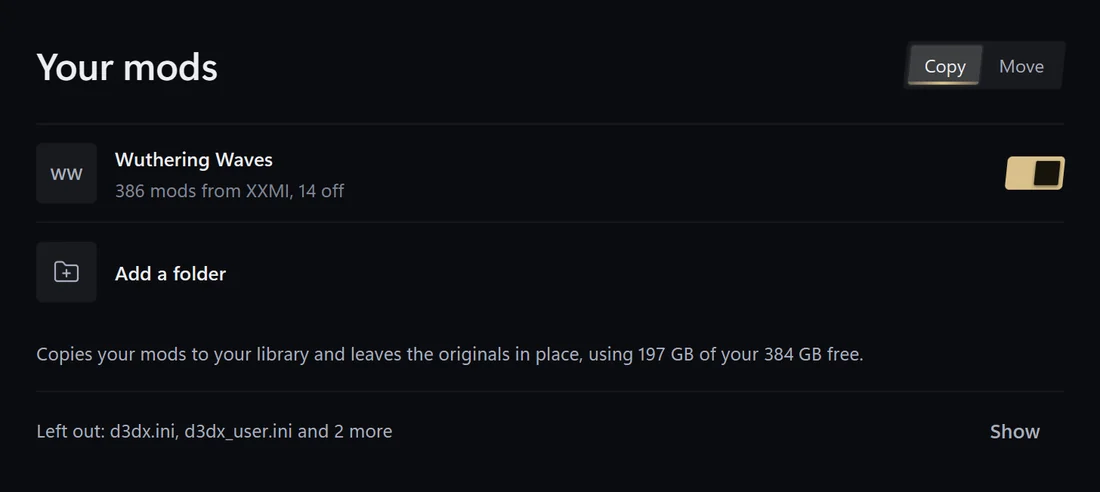 Your mods
Copy
Move
WW
Wuthering Waves
386 mods from XXMI, 14 off
Add a folder
Copies your mods to your library and leaves the originals in place, using 197 GB of your 384 GB free.
Left out: d3dx.ini, d3dx_user.ini and 2 more
Show